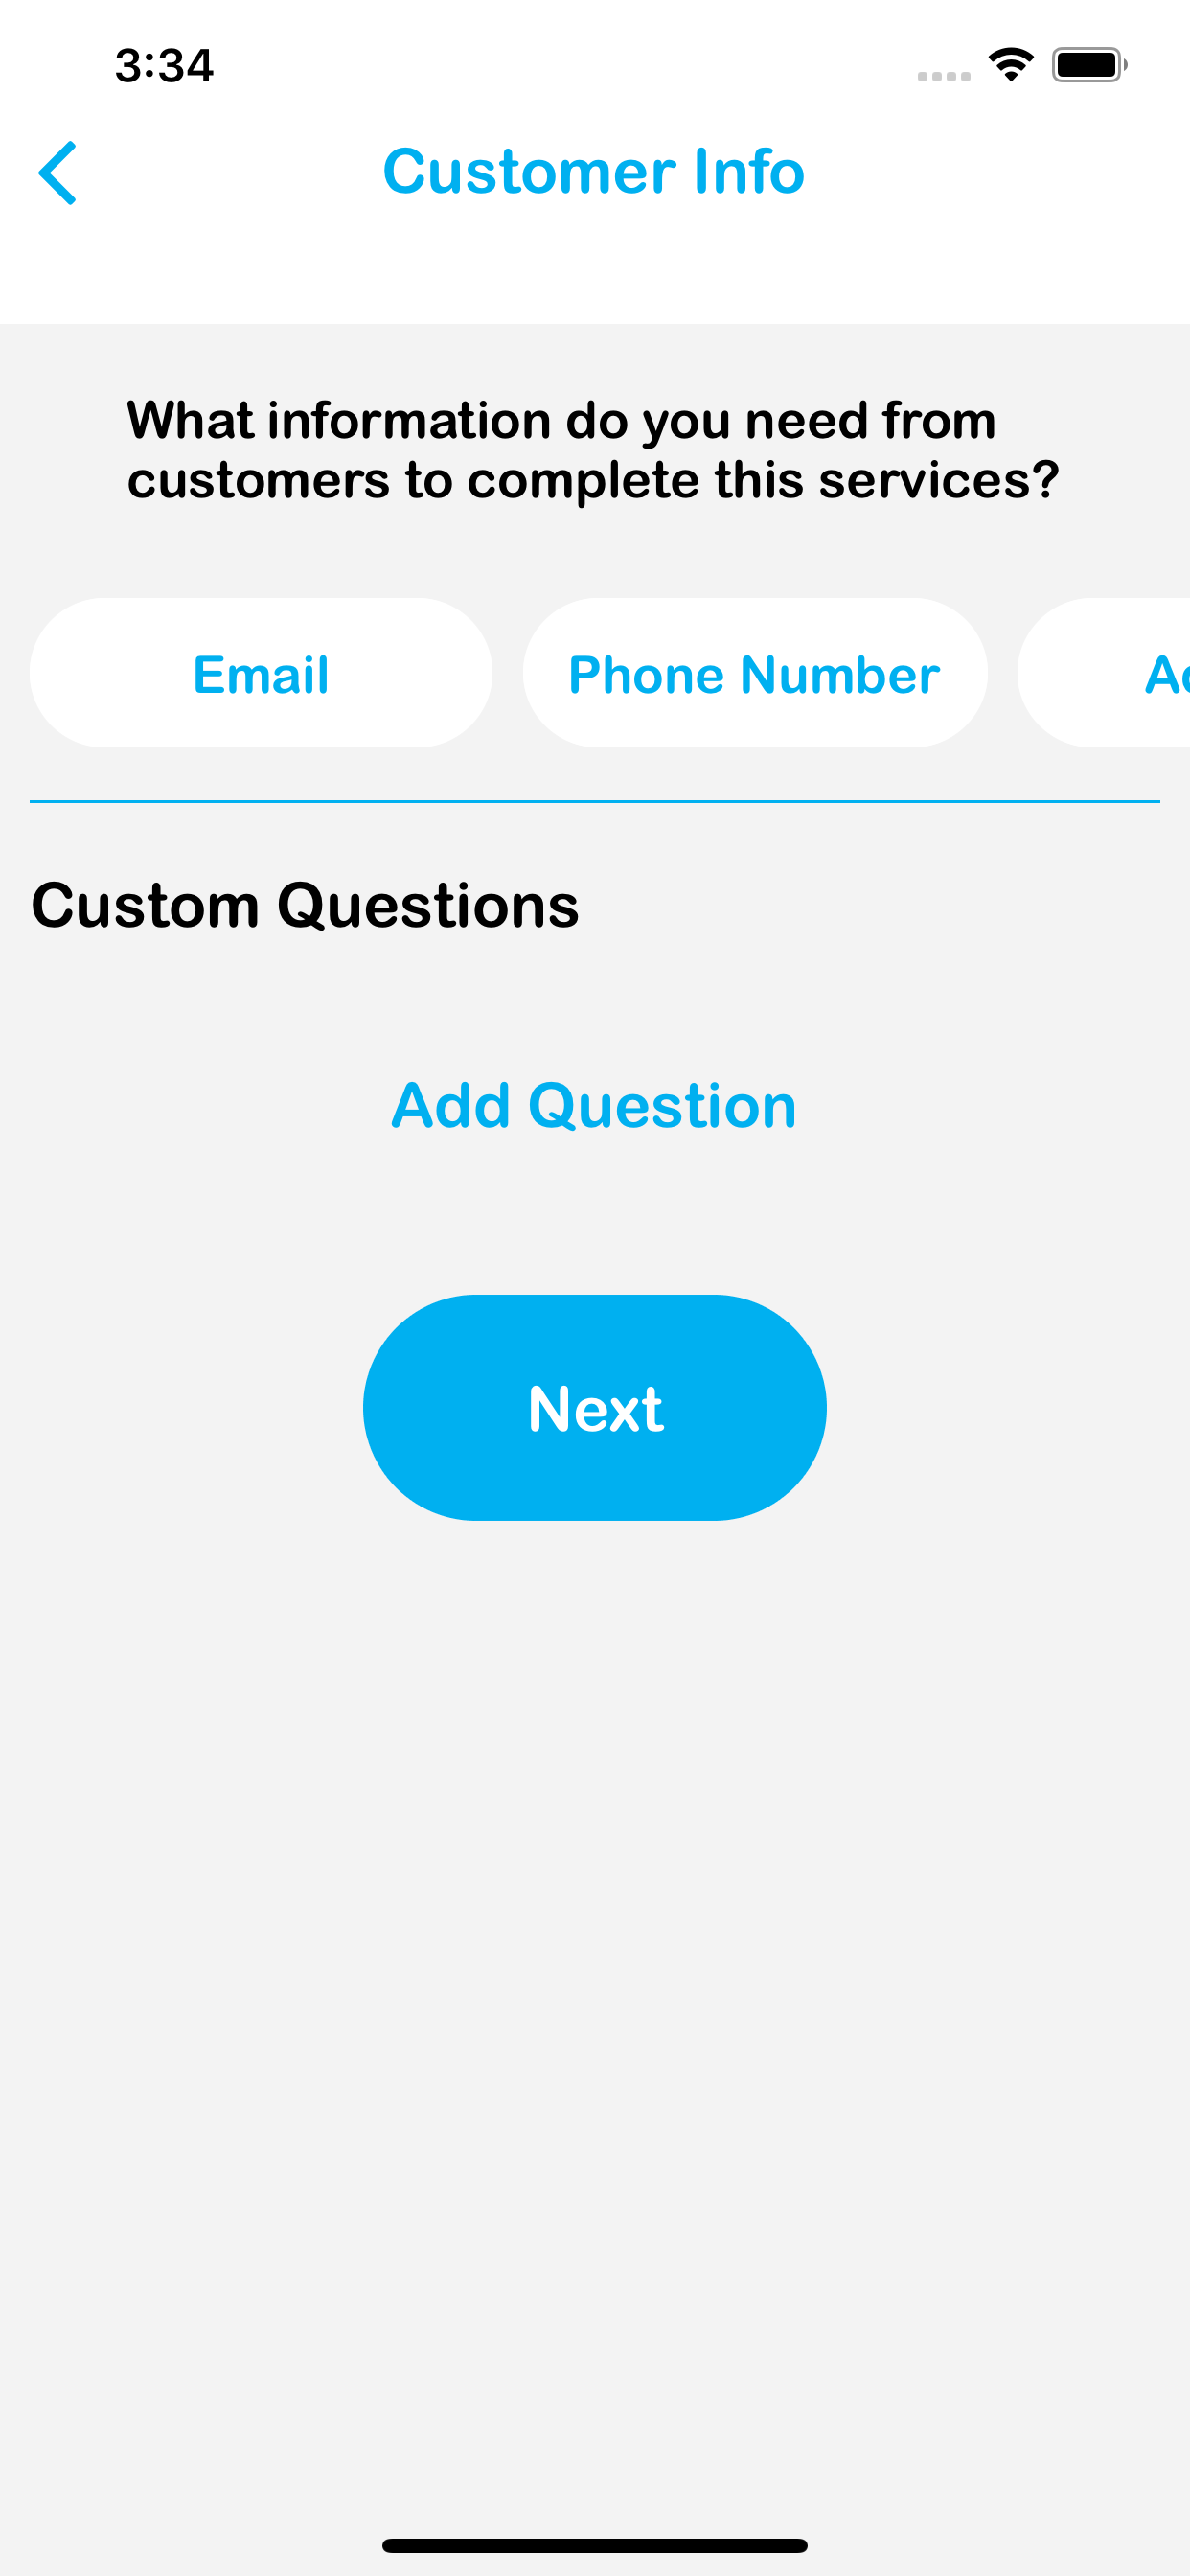 3:34
Customer Info
What information do you need from
customers to complete this services?
Email
Phone Number
Custom Questions
Add Question
Next